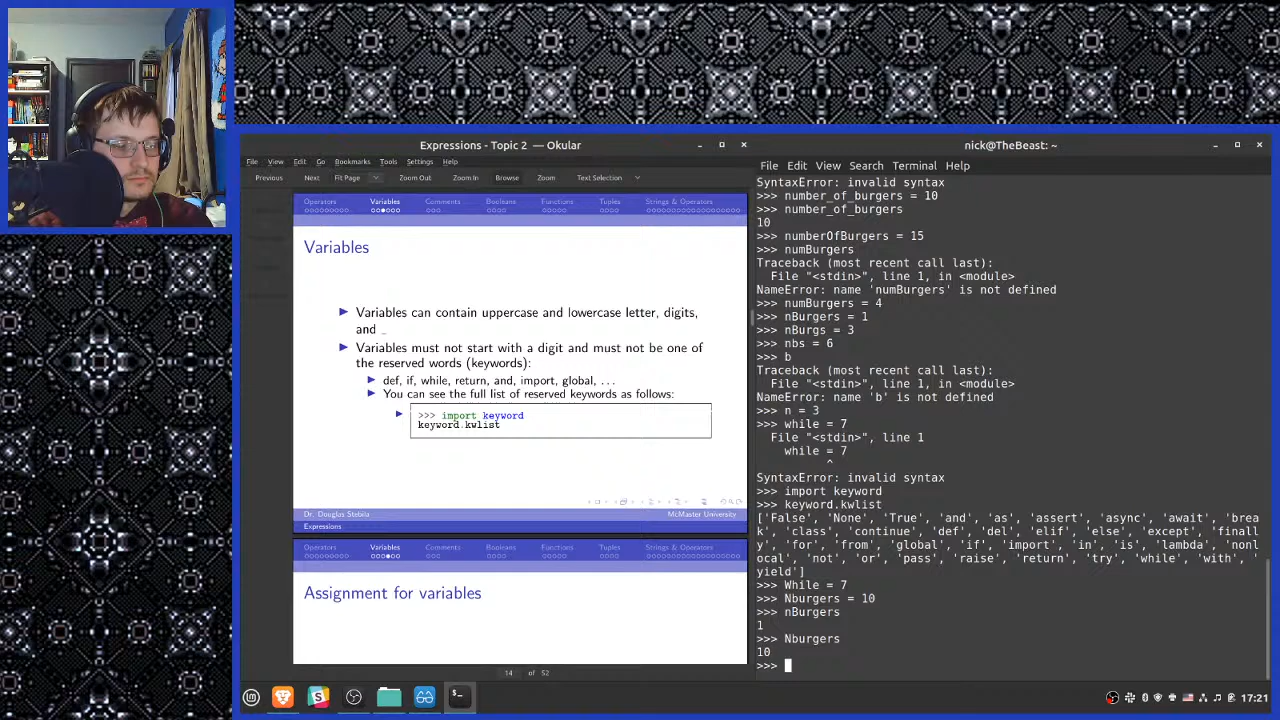 Expressions - Topic 2 — Okular
File Edit View Go Bookmarks Tools Settings Help
Previous Next Fit Page Zoom Out Zoom In Browse Zoom Text Selection
Operators Variables Comments Booleans Functions Tuples Strings & Operators
Variables
Variables can contain uppercase and lowercase letter, digits,
and _
Variables must not start with a digit and must not be one of
the reserved words (keywords):
def, if, while, return, and, import, global, ...
You can see the full list of reserved keywords as follows:
>>> import keyword
keyword.kwlist
Dr. Douglas Stebila McMaster University
Expressions
Operators Variables Comments Booleans Functions Tuples Strings & Operators
Assignment for variables
14 of 52
nick@TheBeast: ~
File Edit View Search Terminal Help
SyntaxError: invalid syntax
>>> number_of_burgers = 10
>>> number_of_burgers
10
>>> numberOfBurgers = 15
>>> numBurgers
Traceback (most recent call last):
File "<stdin>", line 1, in <module>
NameError: name 'numBurgers' is not defined
>>> numBurgers = 4
>>> nBurgers = 1
>>> nBurgs = 3
>>> nbs = 6
>>> b
Traceback (most recent call last):
File "<stdin>", line 1, in <module>
NameError: name 'b' is not defined
>>> n = 3
>>> while = 7
File "<stdin>", line 1
while = 7
^
SyntaxError: invalid syntax
>>> import keyword
>>> keyword.kwlist
['False', 'None', 'True', 'and', 'as', 'assert', 'async', 'await', 'brea
k', 'class', 'continue', 'def', 'del', 'elif', 'else', 'except', 'finall
y', 'for', 'from', 'global', 'if', 'import', 'in', 'is', 'lambda', 'nonl
ocal', 'not', 'or', 'pass', 'raise', 'return', 'try', 'while', 'with', '
yield']
>>> While = 7
>>> Nburgers = 10
>>> nBurgers
1
>>> Nburgers
10
>>>
17:21